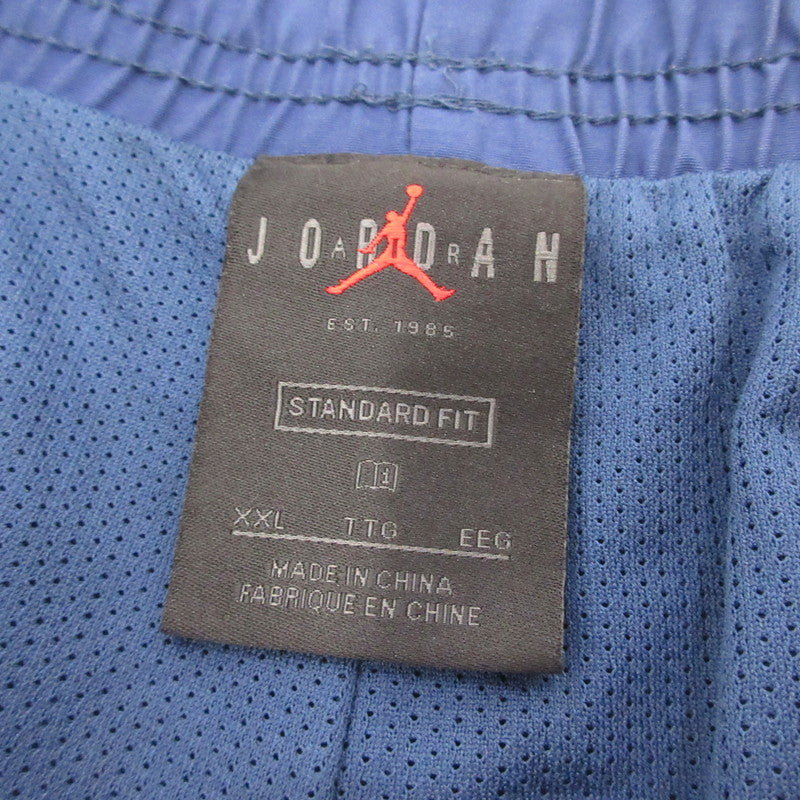 JORDAN
AIR
EST. 1985
STANDARD FIT
XXL TTG EEG
MADE IN CHINA
FABRIQUE EN CHINE